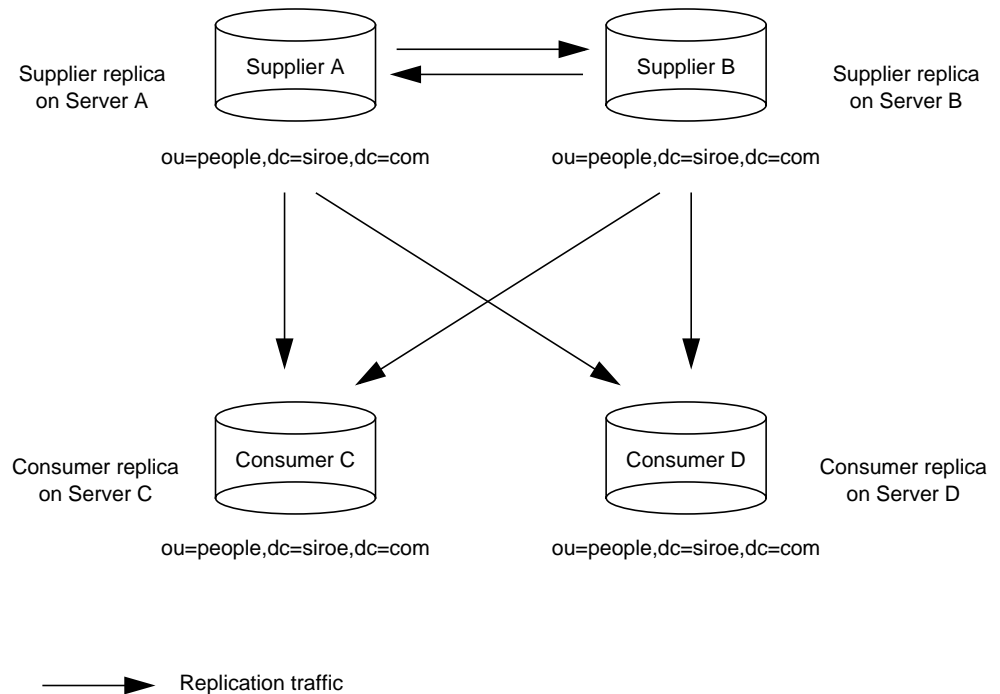 Supplier replica
on Server A
Supplier A
Supplier B
Supplier replica
on Server B
ou=people,dc=siroe,dc=com
ou=people,dc=siroe,dc=com
Consumer replica
on Server C
Consumer C
Consumer D
Consumer replica
on Server D
ou=people,dc=siroe,dc=com
ou=people,dc=siroe,dc=com
Replication traffic